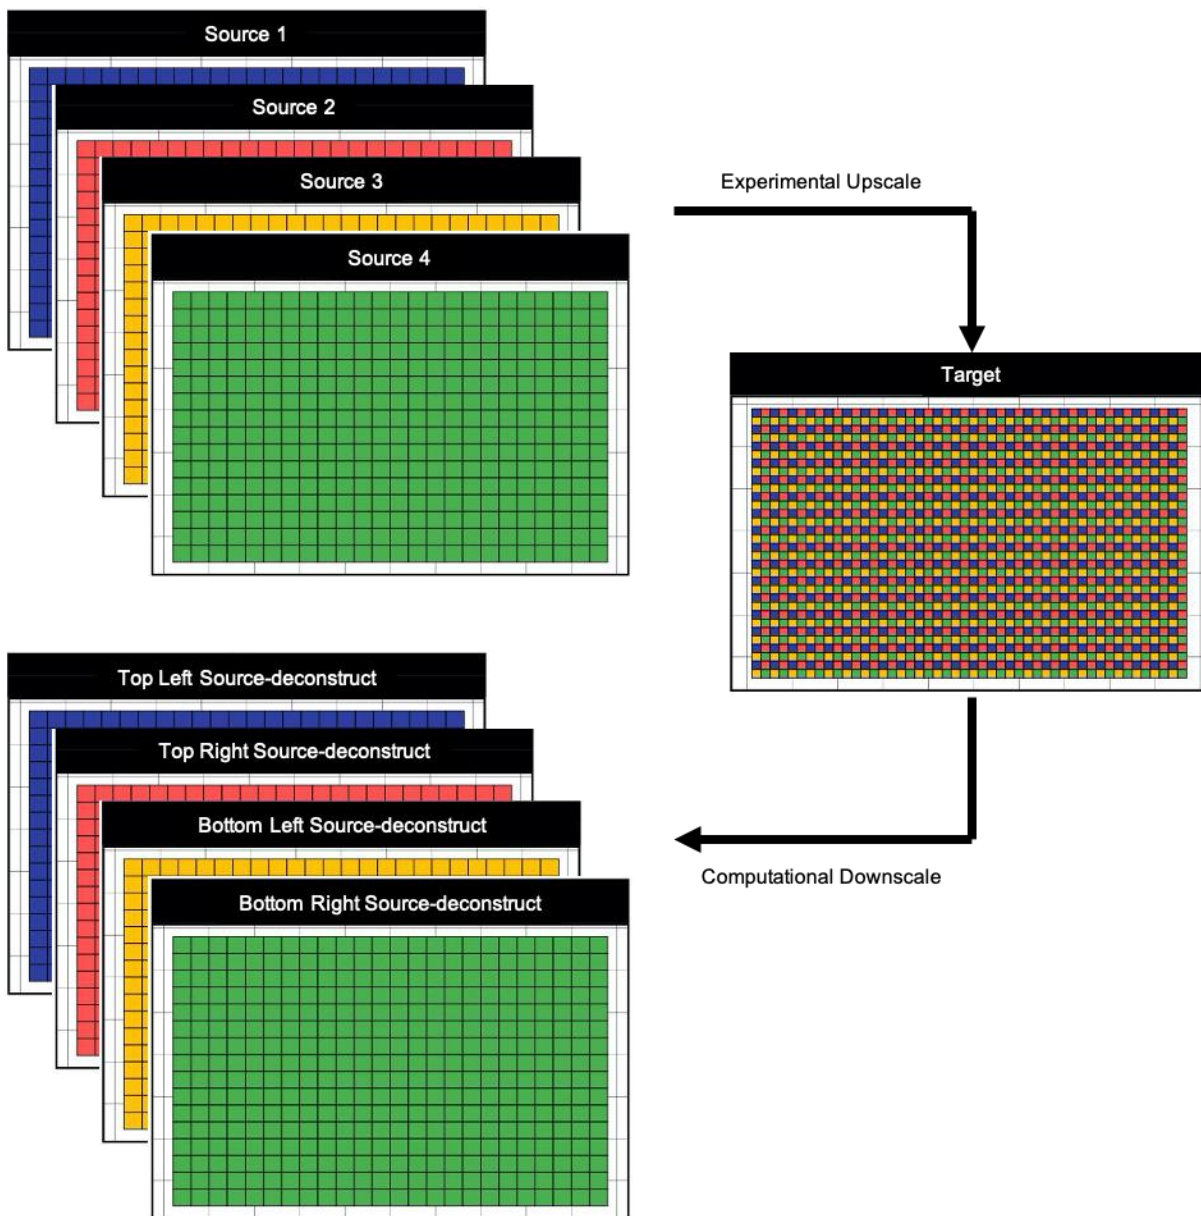 Source 1
Source 2
Source 3
Source 4
Experimental Upscale
Target
Top Left Source-deconstruct
Top Right Source-deconstruct
Bottom Left Source-deconstruct
Bottom Right Source-deconstruct
Computational Downscale